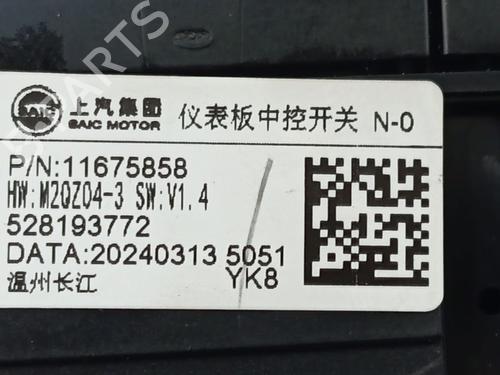 上汽集团 仪表板中控开关 N-0
SAIC SAIC MOTOR
P/N:11675858
HW:M2QZ04-3 SW:V1.4
528193772
DATA:20240313 5051
温州长江 YK8